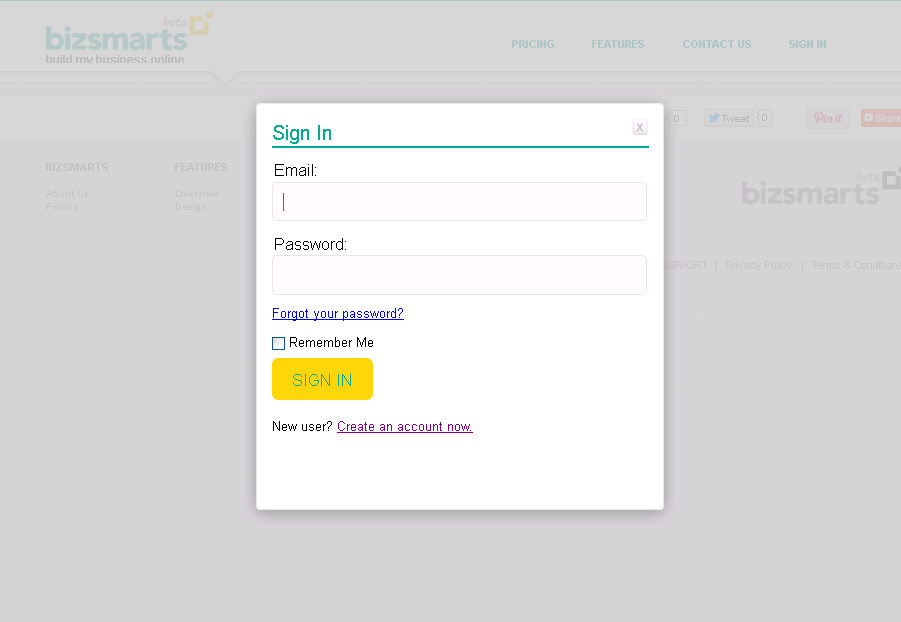 beta
bizsmarts
build my business online
PRICING FEATURES CONTACT US SIGN IN
0 Tweet 0 Pin it Share
Sign In
x
Email:
Password:
Forgot your password?
Remember Me
SIGN IN
New user? Create an account now.
BIZSMARTS FEATURES
About Us Overview
Pricing Design
beta
bizsmarts
SUPPORT | Privacy Policy | Terms & Conditions